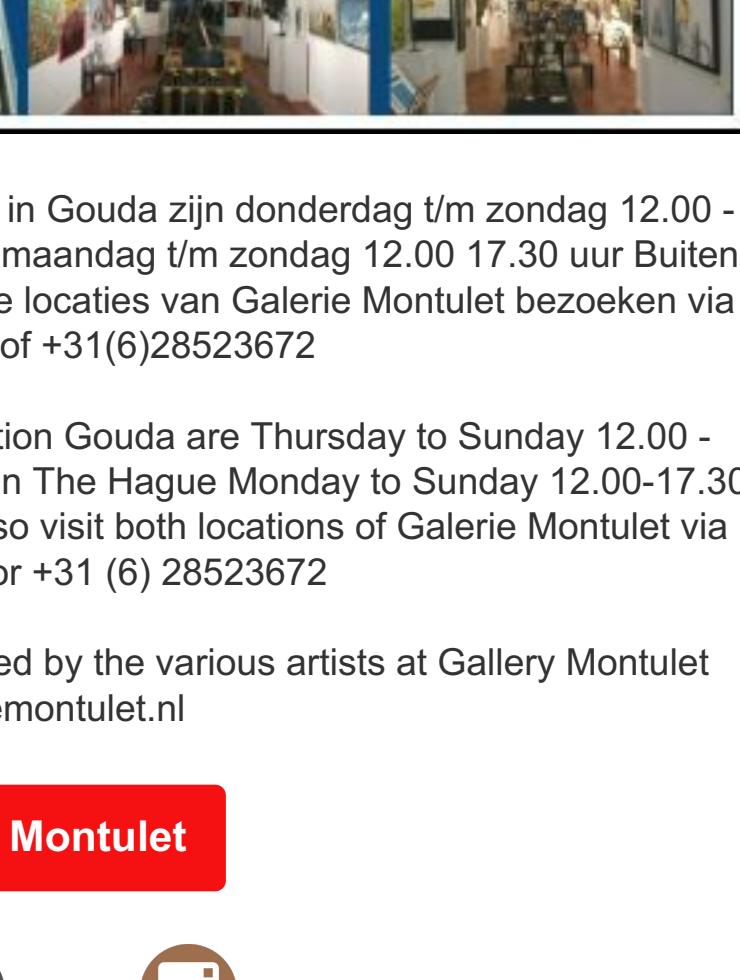 in Gouda zijn donderdag t/m zondag 12.00 -
maandag t/m zondag 12.00 17.30 uur Buiten
e locaties van Galerie Montulet bezoeken via
of +31(6)28523672
tion Gouda are Thursday to Sunday 12.00 -
n The Hague Monday to Sunday 12.00-17.30
so visit both locations of Galerie Montulet via
or +31 (6) 28523672
ed by the various artists at Gallery Montulet
emontulet.nl
Montulet